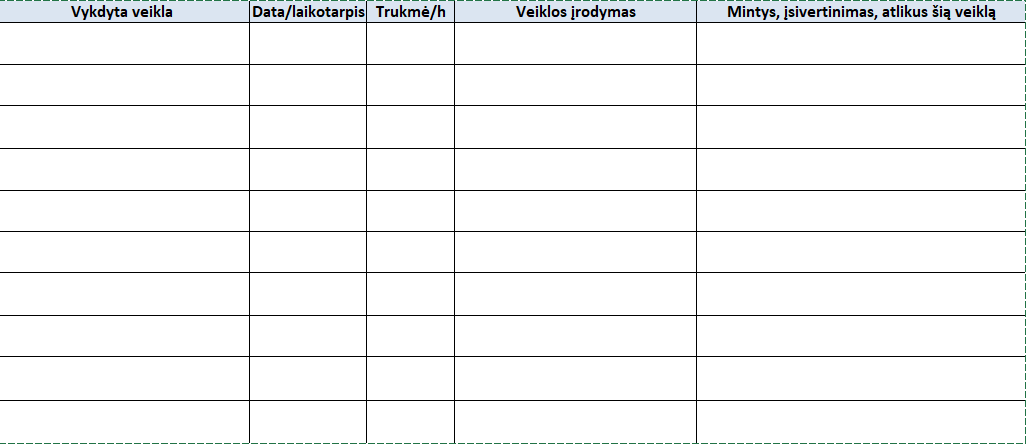 Vykdyta veikla Data/laikotarpis Trukmė/h Veiklos įrodymas Mintys, įsivertinimas, atlikus šią veiklą